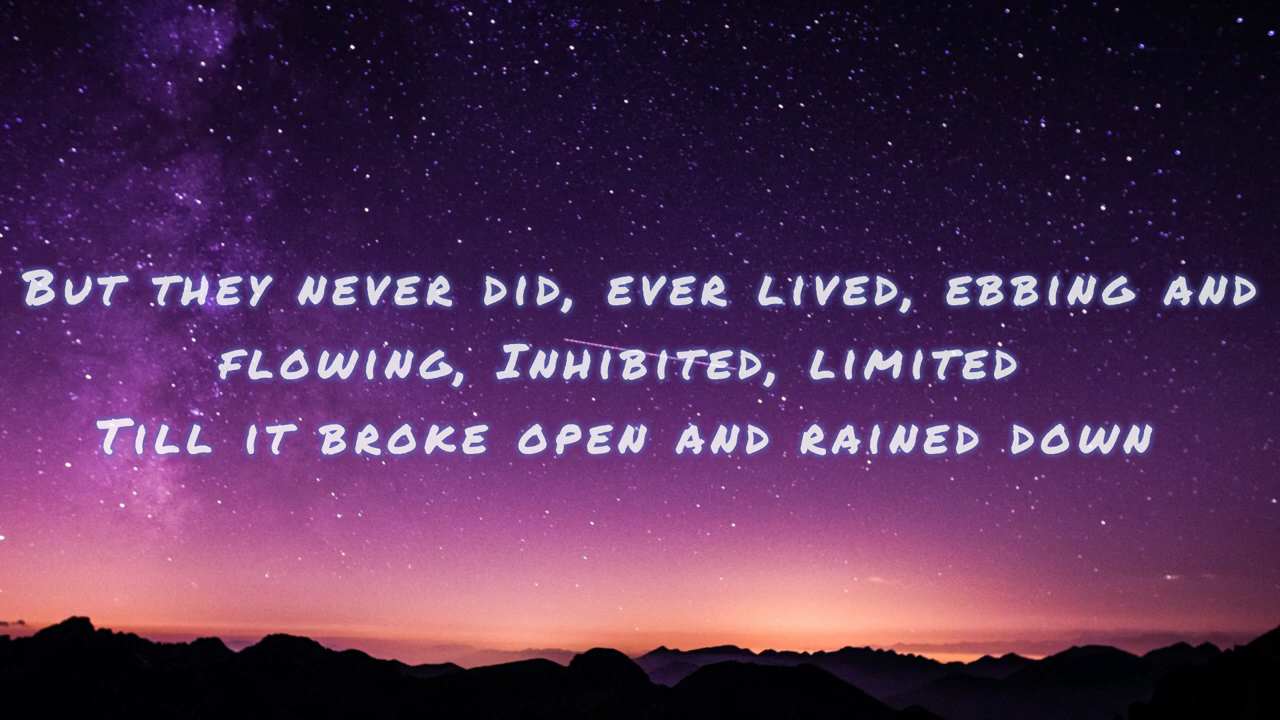 But they never did, ever lived, ebbing and
flowing, Inhibited, limited
Till it broke open and rained down